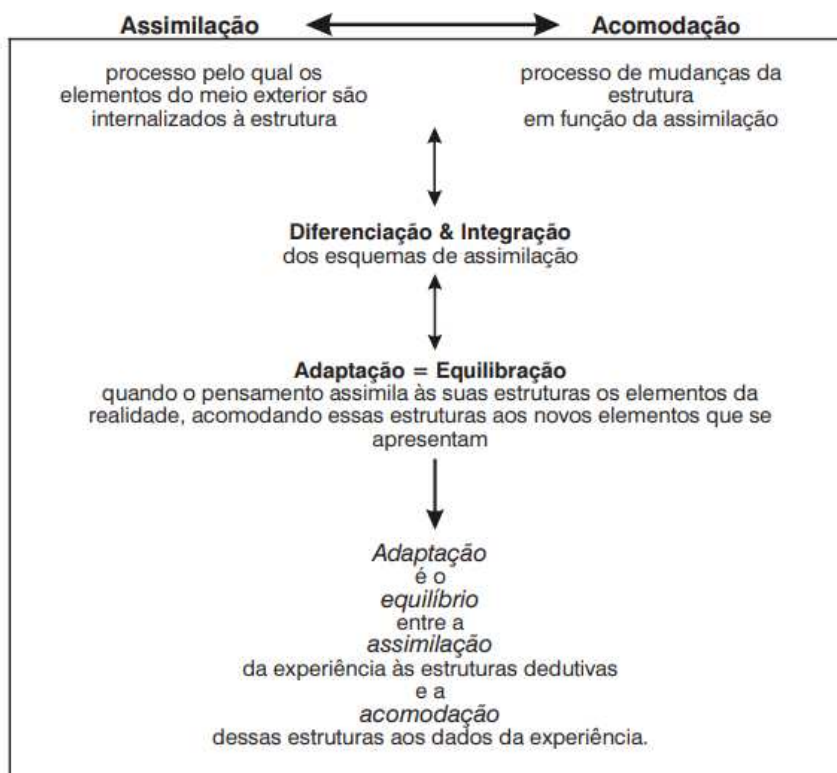 Assimilação
Acomodação
processo pelo qual os
elementos do meio exterior são
internalizados à estrutura
processo de mudanças da
estrutura
em função da assimilação
Diferenciação & Integração
dos esquemas de assimilação
Adaptação = Equilibração
quando o pensamento assimila às suas estruturas os elementos da
realidade, acomodando essas estruturas aos novos elementos que se
apresentam
Adaptação
é o
equilíbrio
entre a
assimilação
da experiência às estruturas dedutivas
e a
acomodação
dessas estruturas aos dados da experiência.